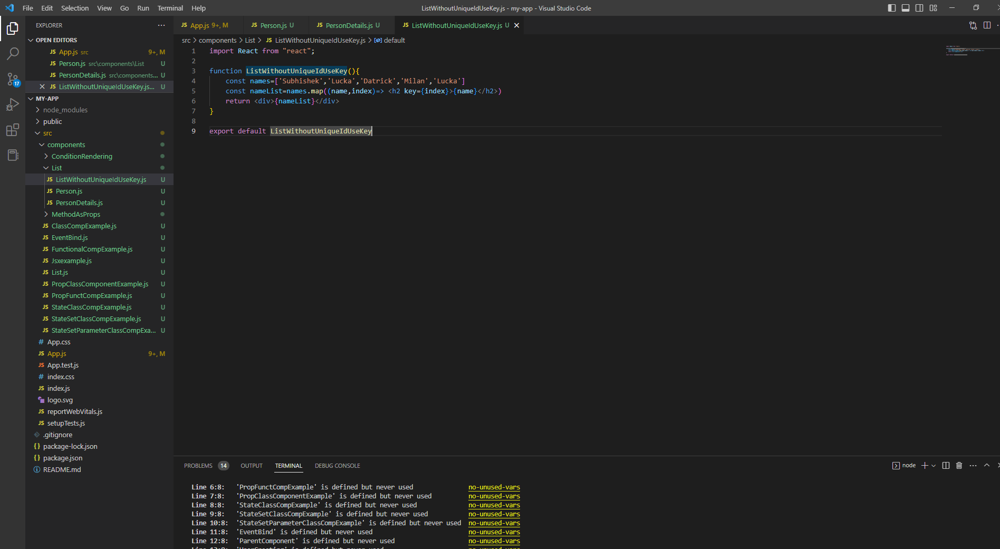 File Edit Selection View Go Run Terminal Help
ListWithoutUniqueIdUseKey.js - my-app - Visual Studio Code
EXPLORER
OPEN EDITORS
JS App.js src 9+, M
JS Person.js src\components\List U
JS PersonDetails.js src\components... U
JS ListWithoutUniqueIdUseKey.js... U
17
MY-APP
node_modules
public
src
components
ConditionRendering
List
JS ListWithoutUniqueIdUseKey.js U
JS Person.js U
JS PersonDetails.js U
MethodAsProps
JS ClassCompExample.js U
JS EventBind.js U
JS FunctionalCompExample.js U
JS Jsxexample.js U
JS List.js U
JS PropClassComponentExample.js U
JS PropFunctCompExample.js U
JS StateClassCompExample.js U
JS StateSetClassCompExample.js U
JS StateSetParameterClassCompExa... U
# App.css
JS App.js 9+, M
JS App.test.js
# index.css
JS index.js
logo.svg
JS reportWebVitals.js
JS setupTests.js
.gitignore
{} package-lock.json
{} package.json
README.md
JS App.js 9+, M JS Person.js U JS PersonDetails.js U JS ListWithoutUniqueIdUseKey.js U
src > components > List > JS ListWithoutUniqueIdUseKey.js > default
1 import React from "react";
2
3 function ListWithoutUniqueIdUseKey(){
4 const names=['Subhishek','Lucka','Datrick','Milan','Lucka']
5 const nameList=names.map((name,index)=> <h2 key={index}>{name}</h2>)
6 return <div>{nameList}</div>
7 }
8
9 export default ListWithoutUniqueIdUseKey
PROBLEMS 14 OUTPUT TERMINAL DEBUG CONSOLE
node
Line 6:8: 'PropFunctCompExample' is defined but never used no-unused-vars
Line 7:8: 'PropClassComponentExample' is defined but never used no-unused-vars
Line 8:8: 'StateClassCompExample' is defined but never used no-unused-vars
Line 9:8: 'StateSetClassCompExample' is defined but never used no-unused-vars
Line 10:8: 'StateSetParameterClassCompExample' is defined but never used no-unused-vars
Line 11:8: 'EventBind' is defined but never used no-unused-vars
Line 12:8: 'ParentComponent' is defined but never used no-unused-vars